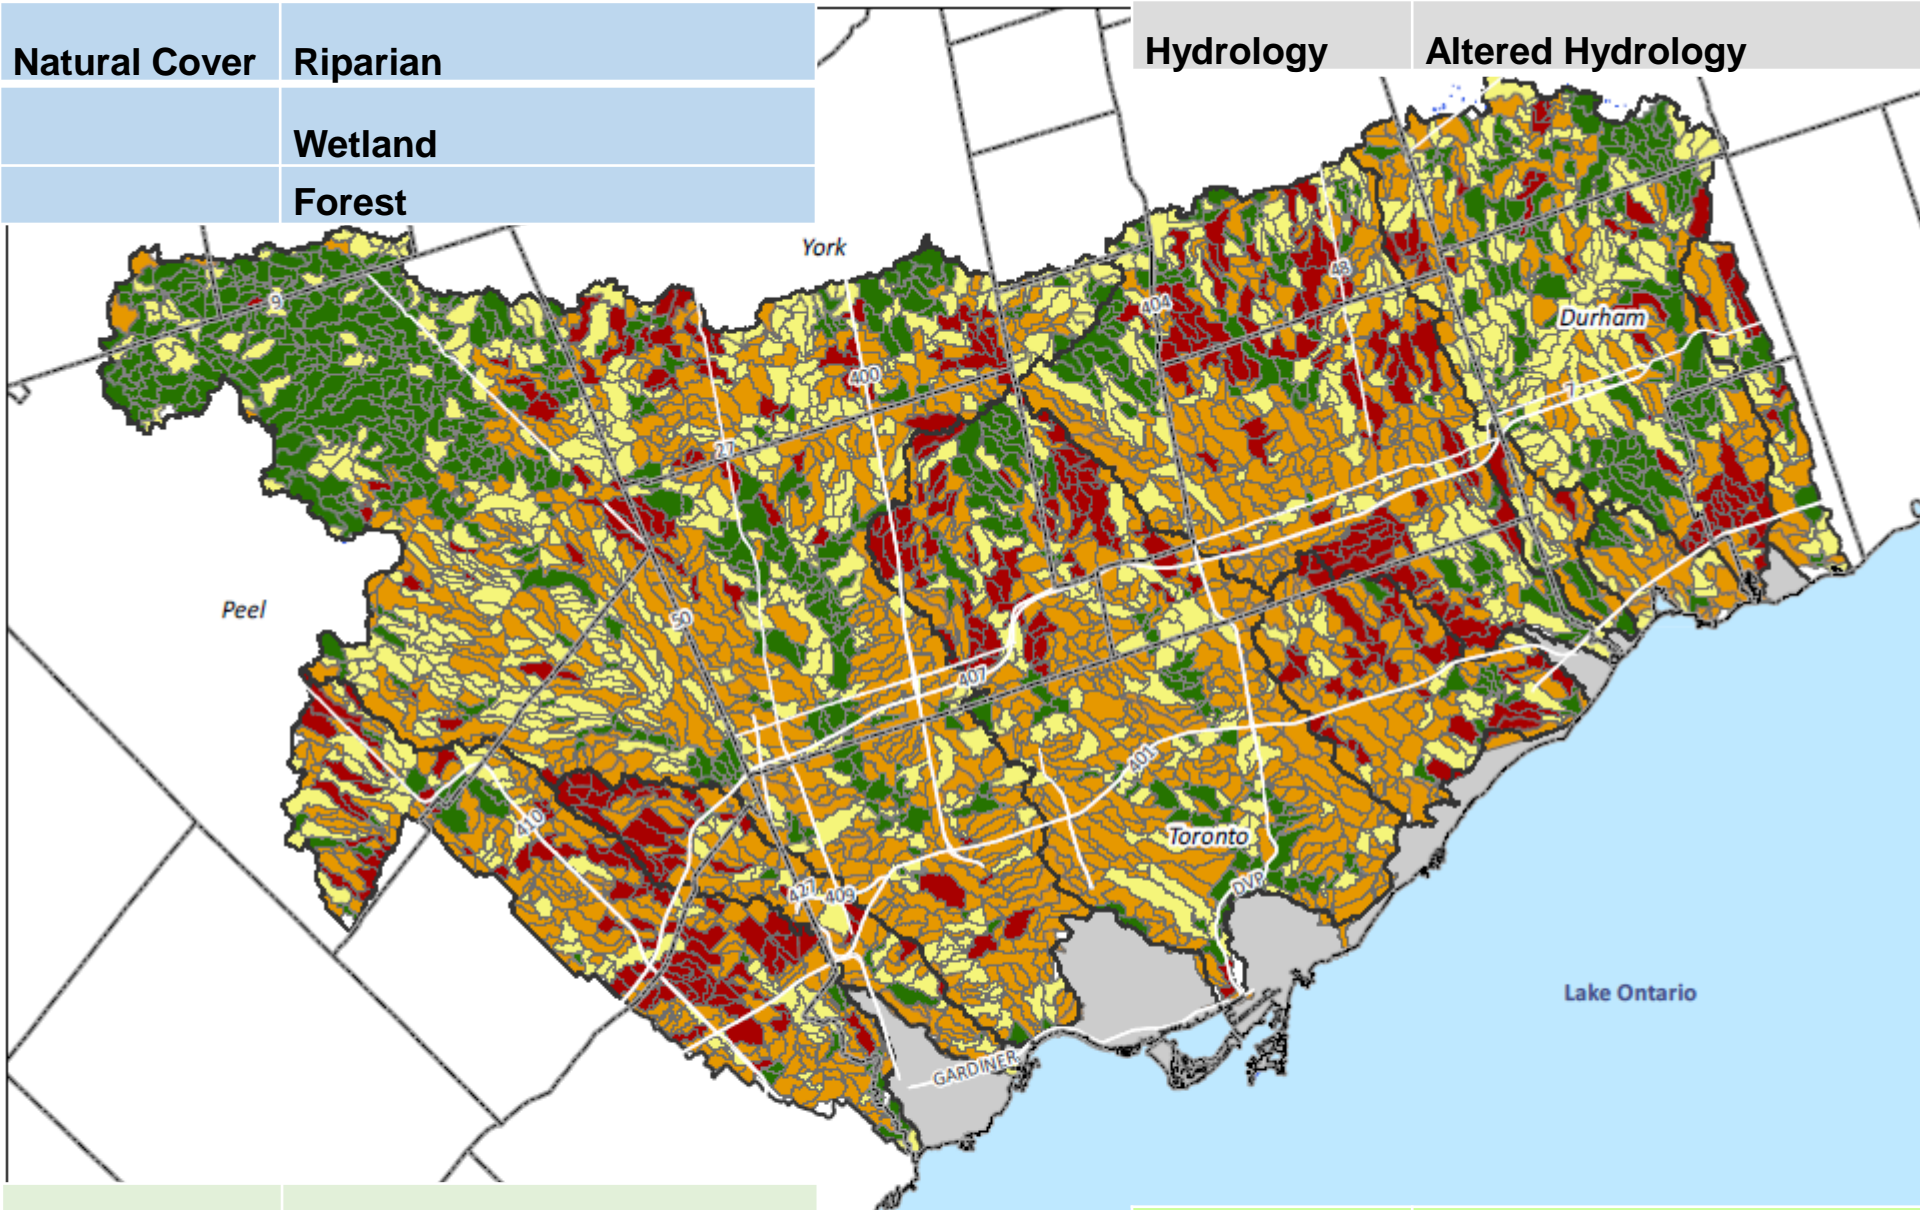 Natural Cover Riparian
Wetland
Forest
Hydrology Altered Hydrology
York
9
48
404
Durham
400
7
27
Peel
50
407
401
410
Toronto
427
409
DVP
Lake Ontario
GARDINER